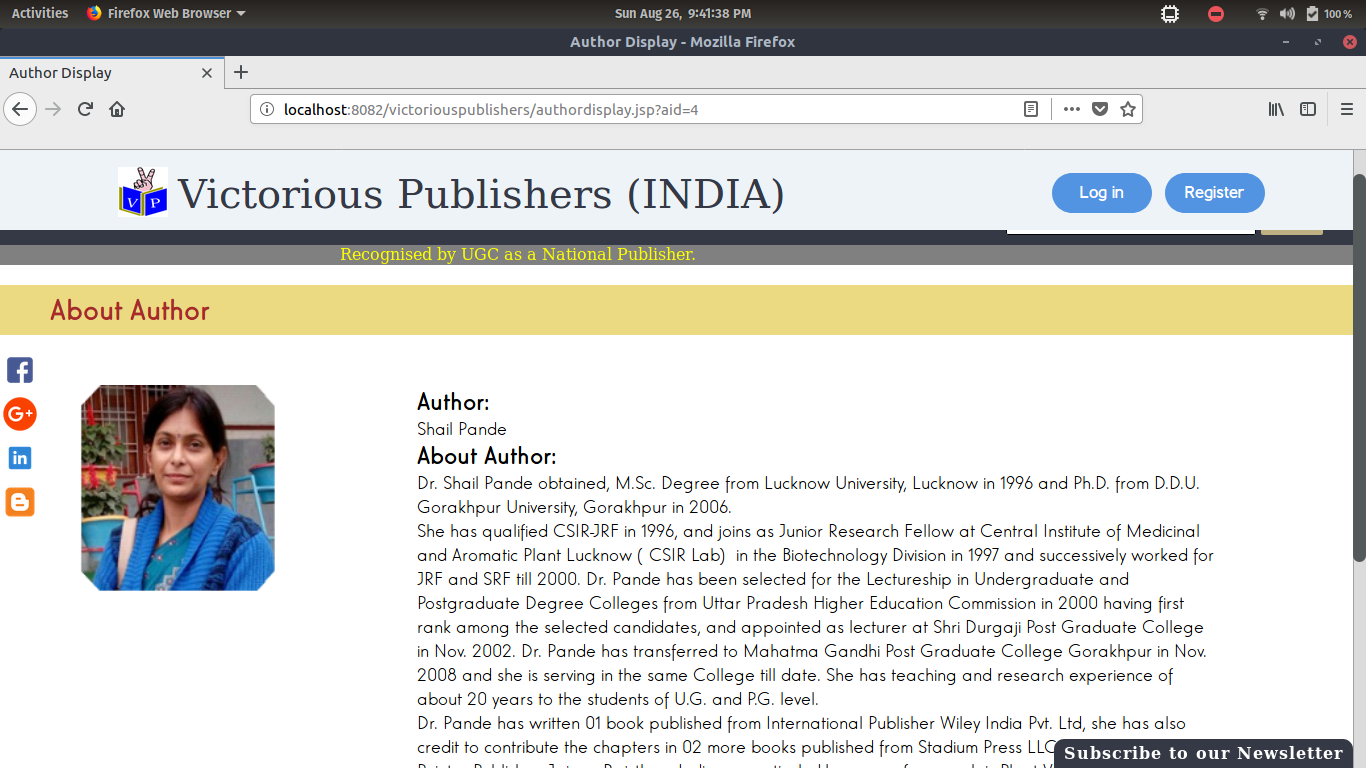 Activities Firefox Web Browser Sun Aug 26, 9:41:38 PM 100 %
Author Display - Mozilla Firefox
Author Display
localhost:8082/victoriouspublishers/authordisplay.jsp?aid=4
V P Victorious Publishers (INDIA) Log in Register
Recognised by UGC as a National Publisher.
About Author
Author:
Shail Pande
About Author:
Dr. Shail Pande obtained, M.Sc. Degree from Lucknow University, Lucknow in 1996 and Ph.D. from D.D.U.
Gorakhpur University, Gorakhpur in 2006.
She has qualified CSIR-JRF in 1996, and joins as Junior Research Fellow at Central Institute of Medicinal
and Aromatic Plant Lucknow ( CSIR Lab) in the Biotechnology Division in 1997 and successively worked for
JRF and SRF till 2000. Dr. Pande has been selected for the Lectureship in Undergraduate and
Postgraduate Degree Colleges from Uttar Pradesh Higher Education Commission in 2000 having first
rank among the selected candidates, and appointed as lecturer at Shri Durgaji Post Graduate College
in Nov. 2002. Dr. Pande has transferred to Mahatma Gandhi Post Graduate College Gorakhpur in Nov.
2008 and she is serving in the same College till date. She has teaching and research experience of
about 20 years to the students of U.G. and P.G. level.
Dr. Pande has written 01 book published from International Publisher Wiley India Pvt. Ltd, she has also
credit to contribute the chapters in 02 more books published from Stadium Press LLC
Subscribe to our Newsletter